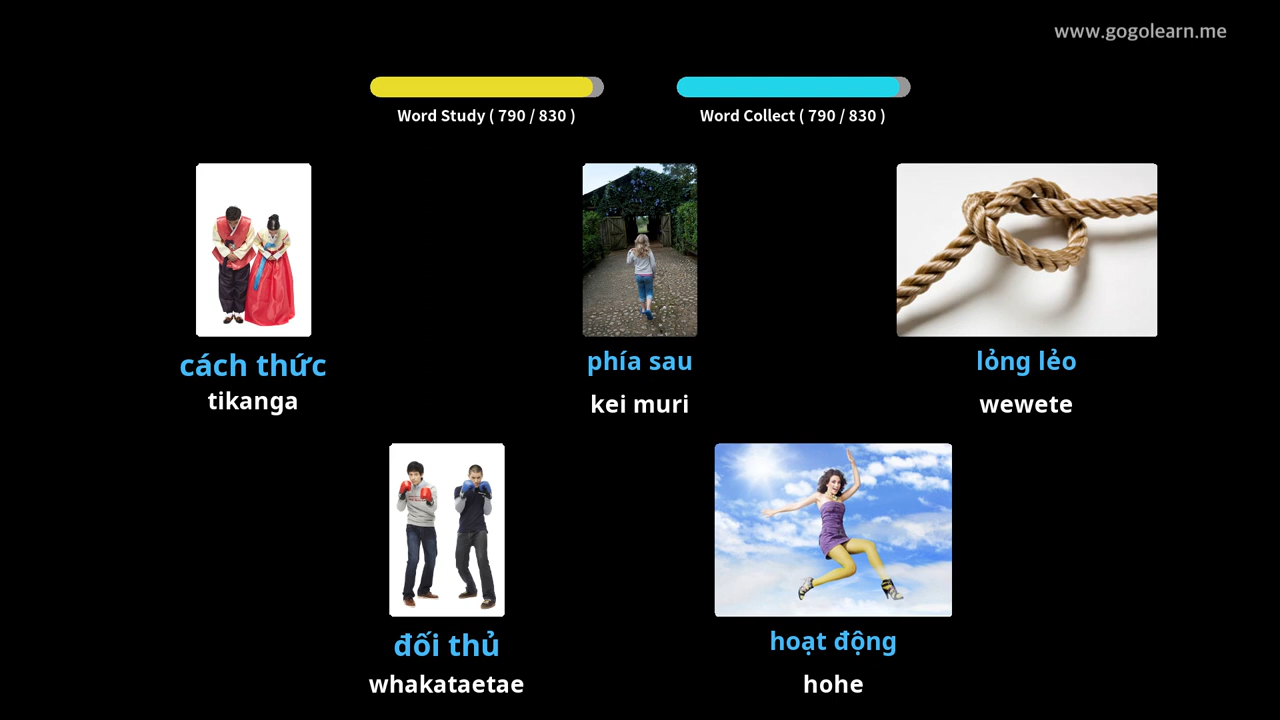 www.gogolearn.me
Word Study ( 790 / 830 )
Word Collect ( 790 / 830 )
cách thức
tikanga
phía sau
kei muri
lỏng lẻo
wewete
đối thủ
whakataetae
hoạt động
hohe